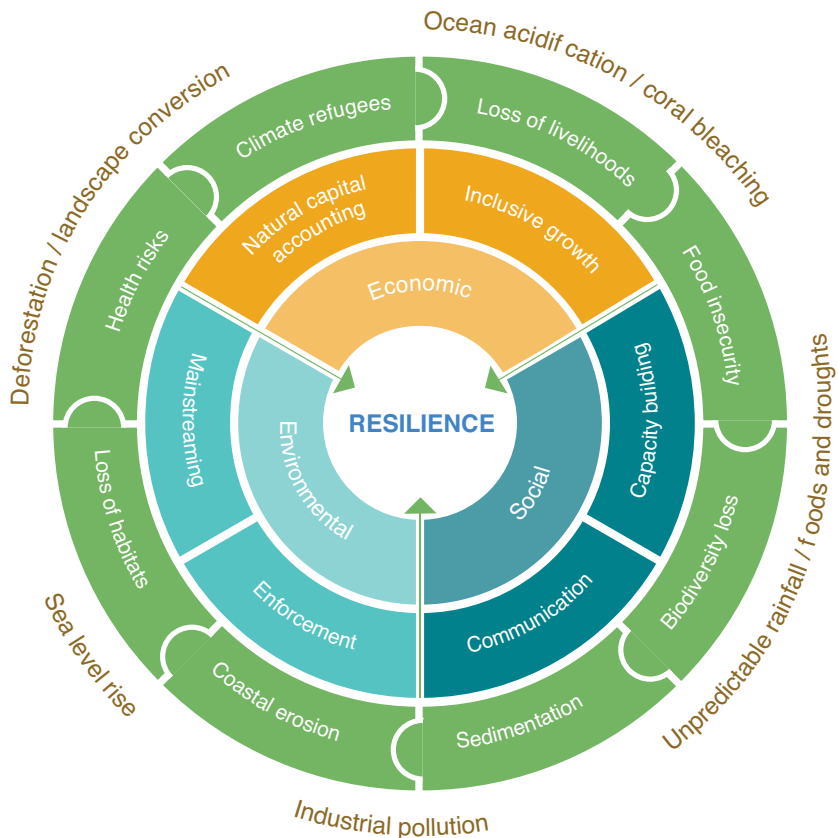 Ocean acidif cation / coral bleaching
Deforestation / landscape conversion
Climate refugees
Loss of livelihoods
Natural capital
accounting
Inclusive growth
Health risks
Food insecurity
Economic
Mainstreaming
Capacity building
RESILIENCE
Environmental
Social
Loss of habitats
Biodiversity loss
Unpredictable rainfall / f oods and droughts
Enforcement
Communication
Sea level rise
Coastal erosion
Sedimentation
Industrial pollution